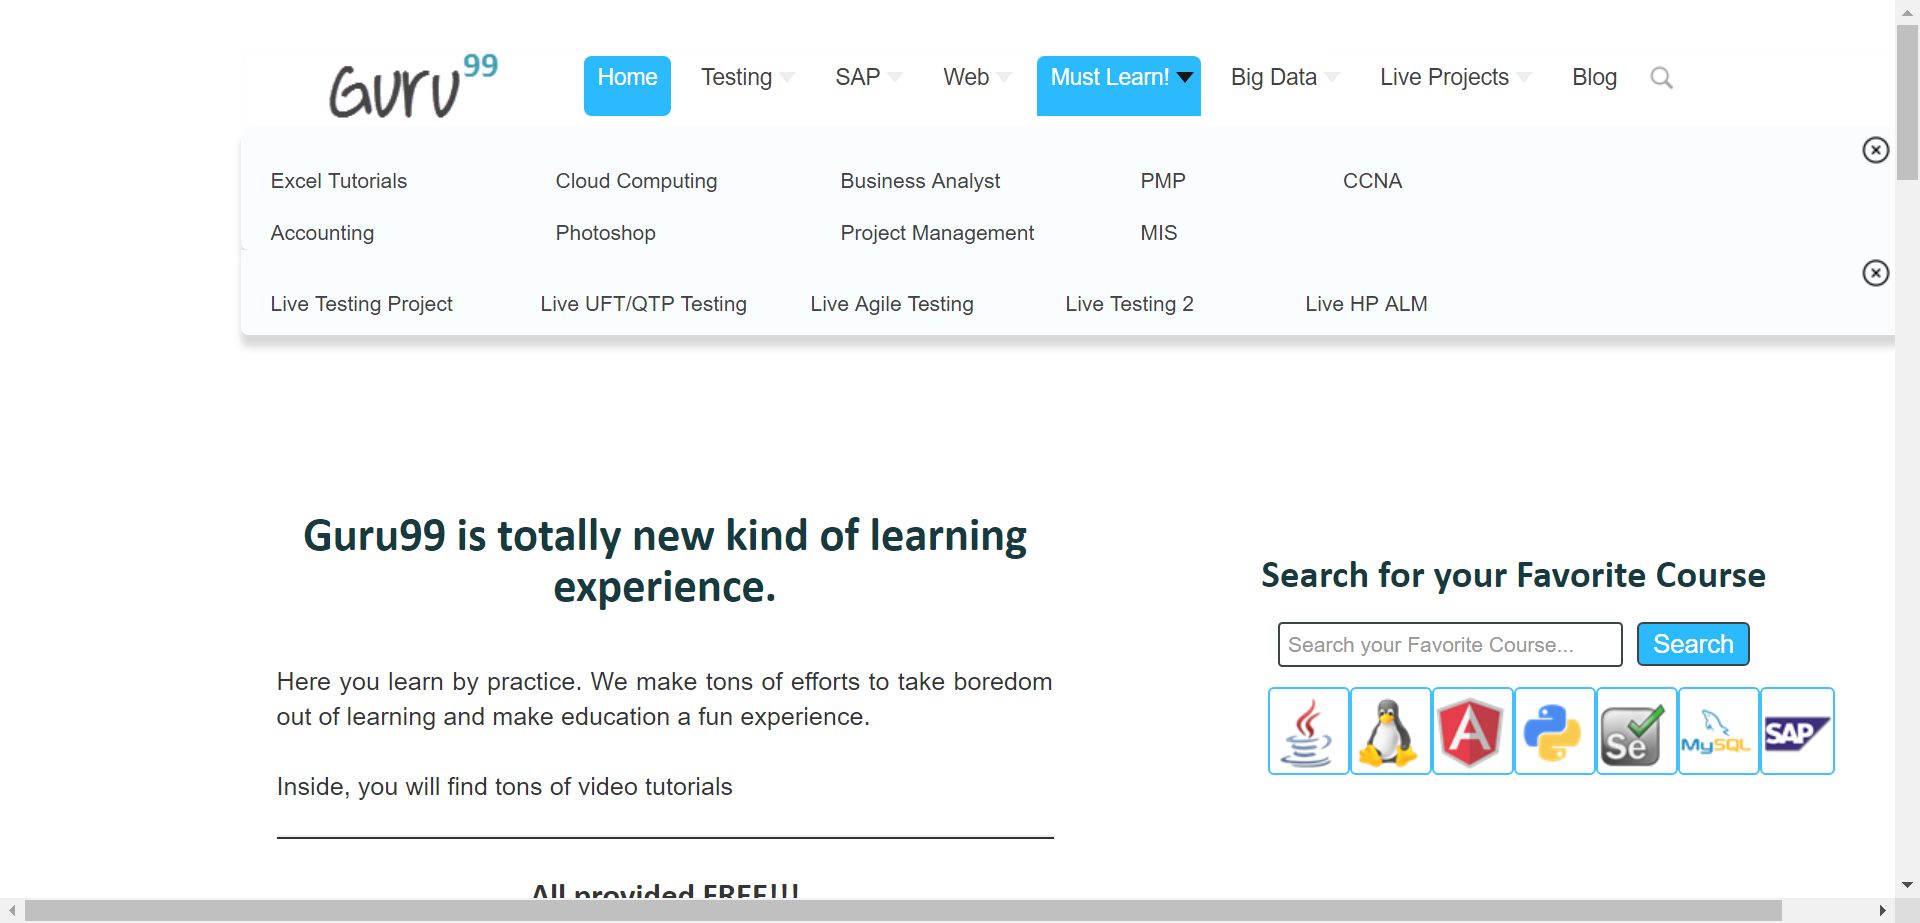 Guru99
Home Testing SAP Web Must Learn! Big Data Live Projects Blog
Excel Tutorials Cloud Computing Business Analyst PMP CCNA
Accounting Photoshop Project Management MIS
Live Testing Project Live UFT/QTP Testing Live Agile Testing Live Testing 2 Live HP ALM
Guru99 is totally new kind of learning
experience.
Here you learn by practice. We make tons of efforts to take boredom
out of learning and make education a fun experience.
Inside, you will find tons of video tutorials
All provided FREE!!!
Search for your Favorite Course
Search your Favorite Course... Search
A Se MySQL SAP